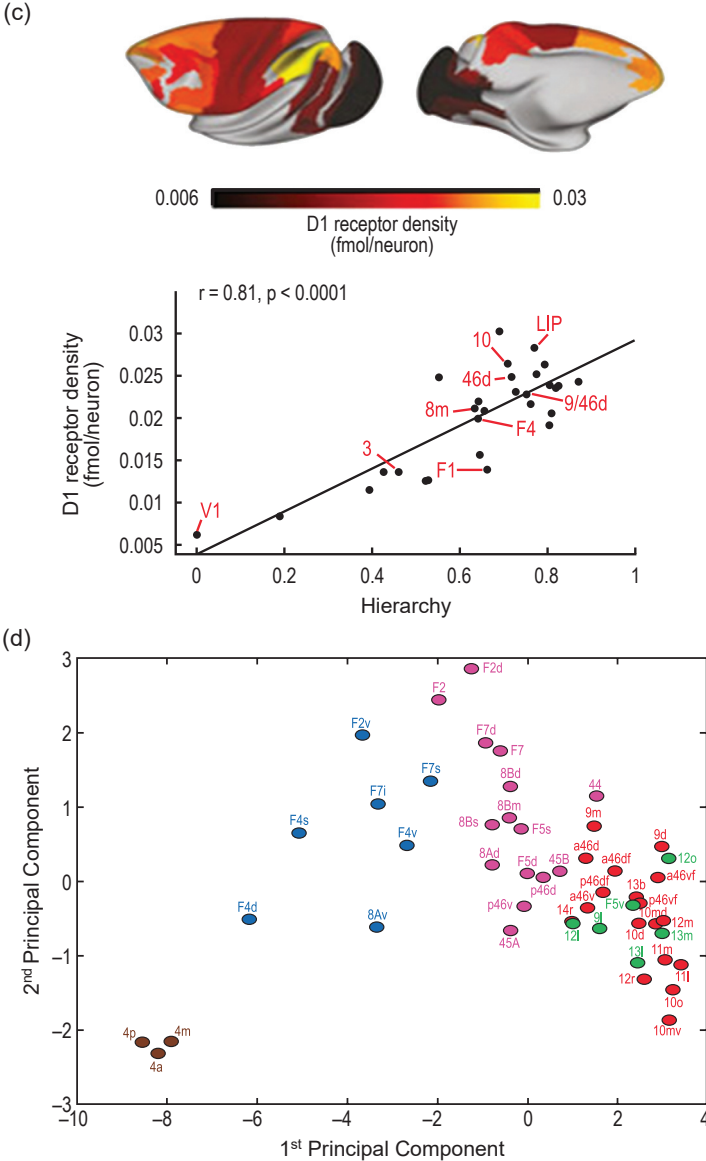 (c)
0.006
0.03
D1 receptor density
(fmol/neuron)
r = 0.81, p < 0.0001
D1 receptor density
(fmol/neuron)
0.03
0.025
0.02
0.015
0.01
0.005
LIP
10
46d
9/46d
8m
F4
3
F1
V1
0
0.2
0.4
0.6
0.8
1
Hierarchy
(d)
2nd Principal Component
3
2
1
0
−1
−2
−3
F2d
F2
F2v
F7d
F7
F7s
8Bd
F7i
44
8Bm
9m
F4s
8Bs
F5s
F4v
9d
a46d
12o
8Ad
F5d
45B
a46df
a46vf
p46d
p46df
13b
p46v
a46v
F5v
p46vf
F4d
8Av
14r
9l
10md
12m
12l
10d
13m
45A
11m
13l
11l
12r
10o
10mv
4p
4m
4a
−10
−8
−6
−4
−2
0
2
4
1st Principal Component